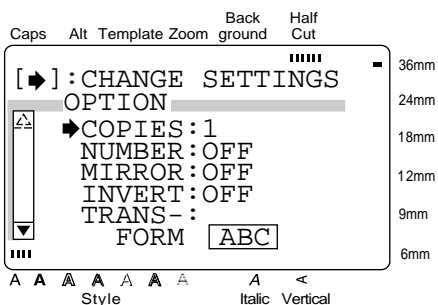 Caps Alt Template Zoom Back ground Half Cut
[➡]:CHANGE SETTINGS
OPTION
➡COPIES:1
NUMBER:OFF
MIRROR:OFF
INVERT:OFF
TRANS-:
FORM ABC
36mm
24mm
18mm
12mm
9mm
6mm
A A A A A A A A A
Style Italic Vertical